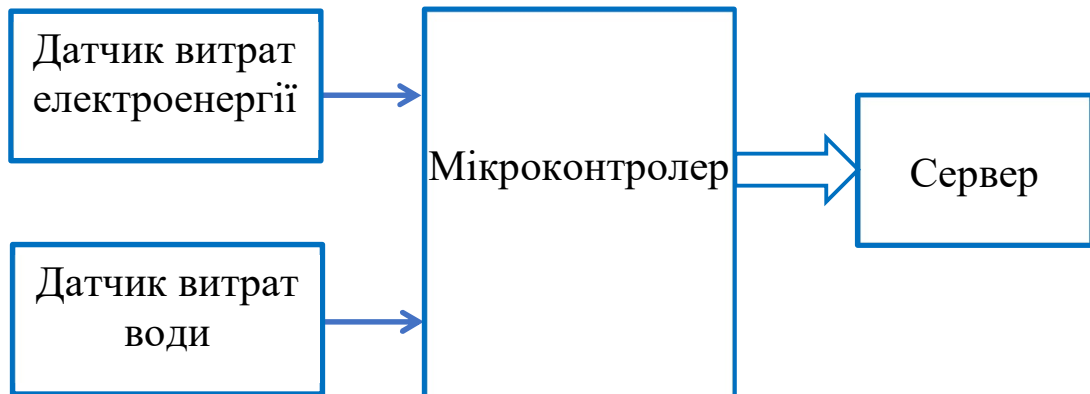 Датчик витрат
електроенергії
Мікроконтролер
Сервер
Датчик витрат
води